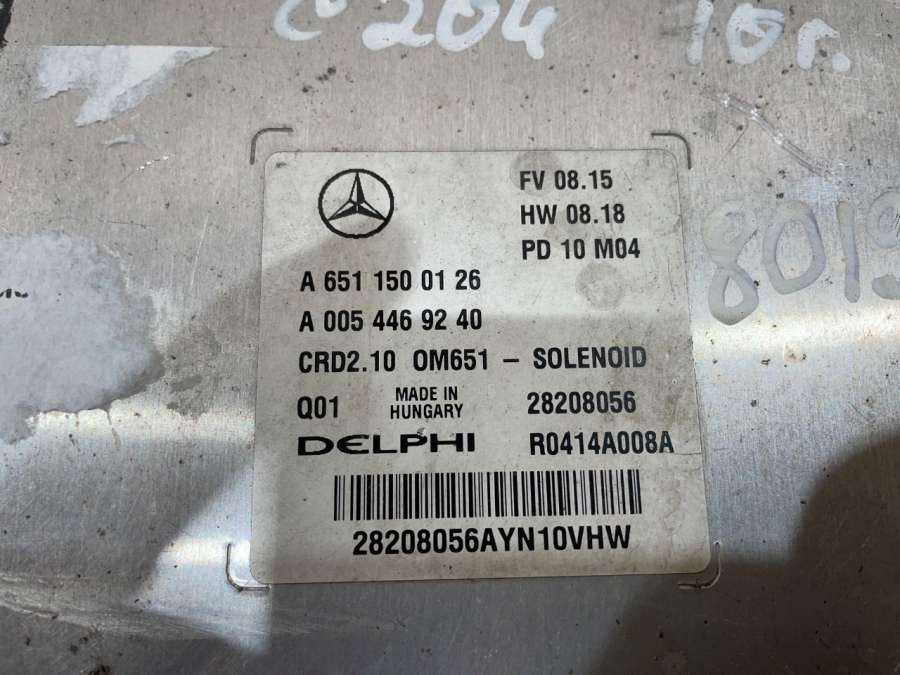 c204 10г.
8019
FV 08.15
HW 08.18
PD 10 M04
A 651 150 01 26
A 005 446 92 40
CRD2.10 OM651 - SOLENOID
Q01 MADE IN HUNGARY 28208056
DELPHI R0414A008A
28208056AYN10VHW